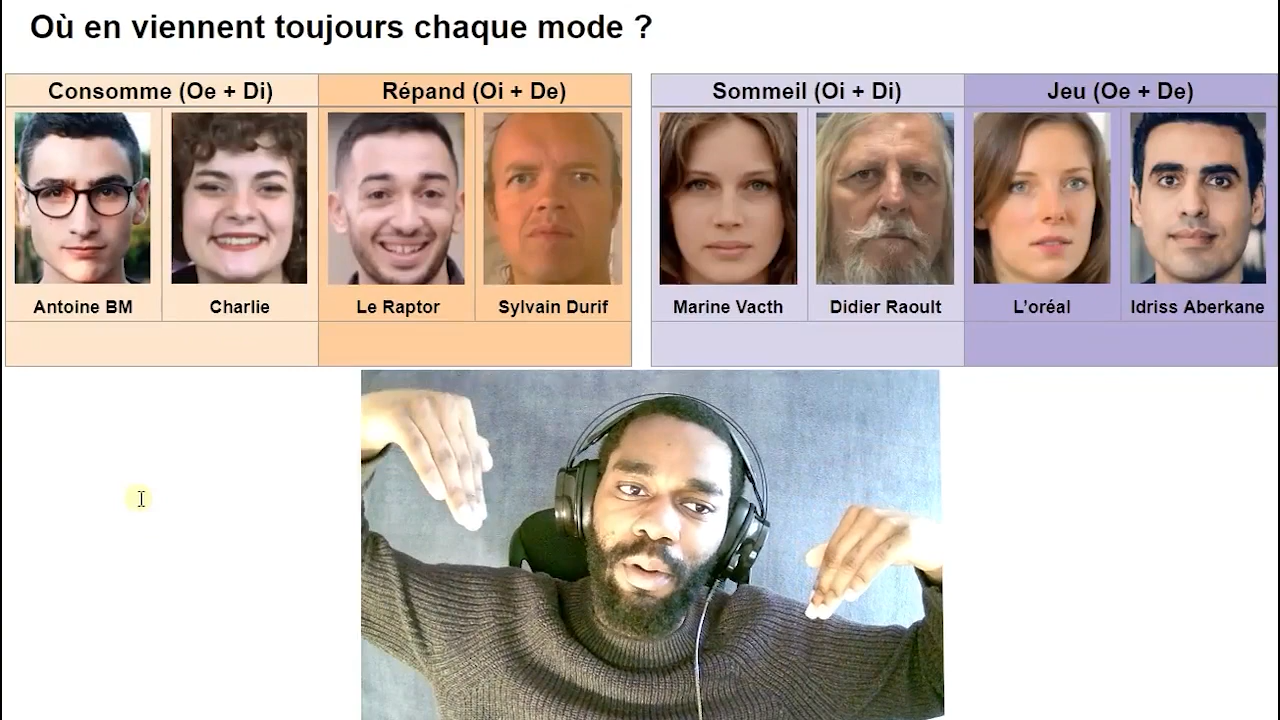 Où en viennent toujours chaque mode ?
Consomme (Oe + Di) Répand (Oi + De) Sommeil (Oi + Di) Jeu (Oe + De)
Antoine BM Charlie Le Raptor Sylvain Durif Marine Vacth Didier Raoult L'oréal Idriss Aberkane